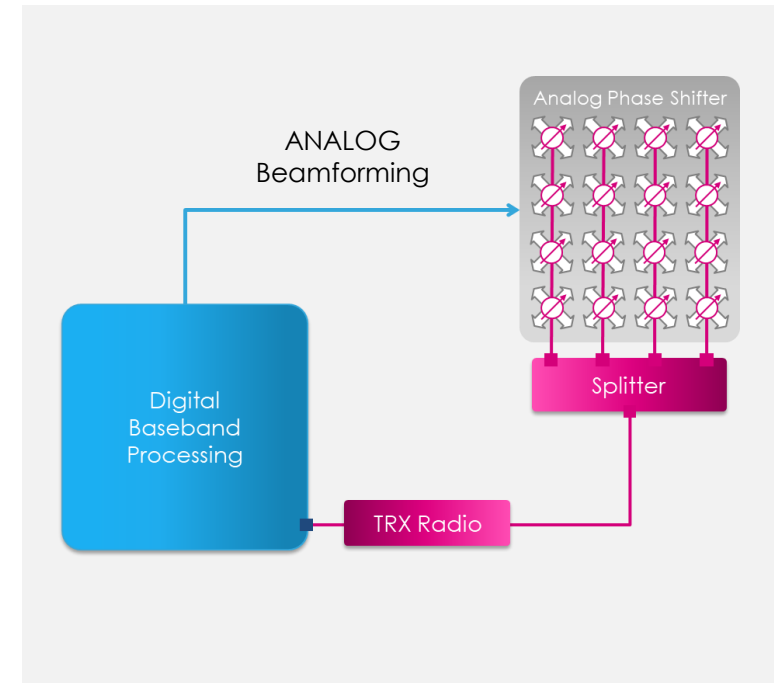 Analog Phase Shifter
ANALOG
Beamforming
Splitter
Digital
Baseband
Processing
TRX Radio